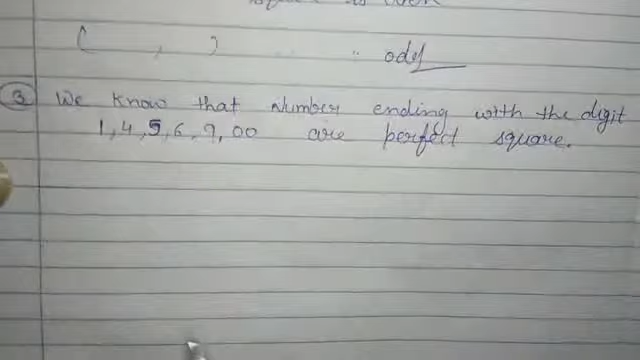 ( , )
odd
③ We know that number ending with the digit
1, 4, 5, 6, 9, 00 are perfect square.